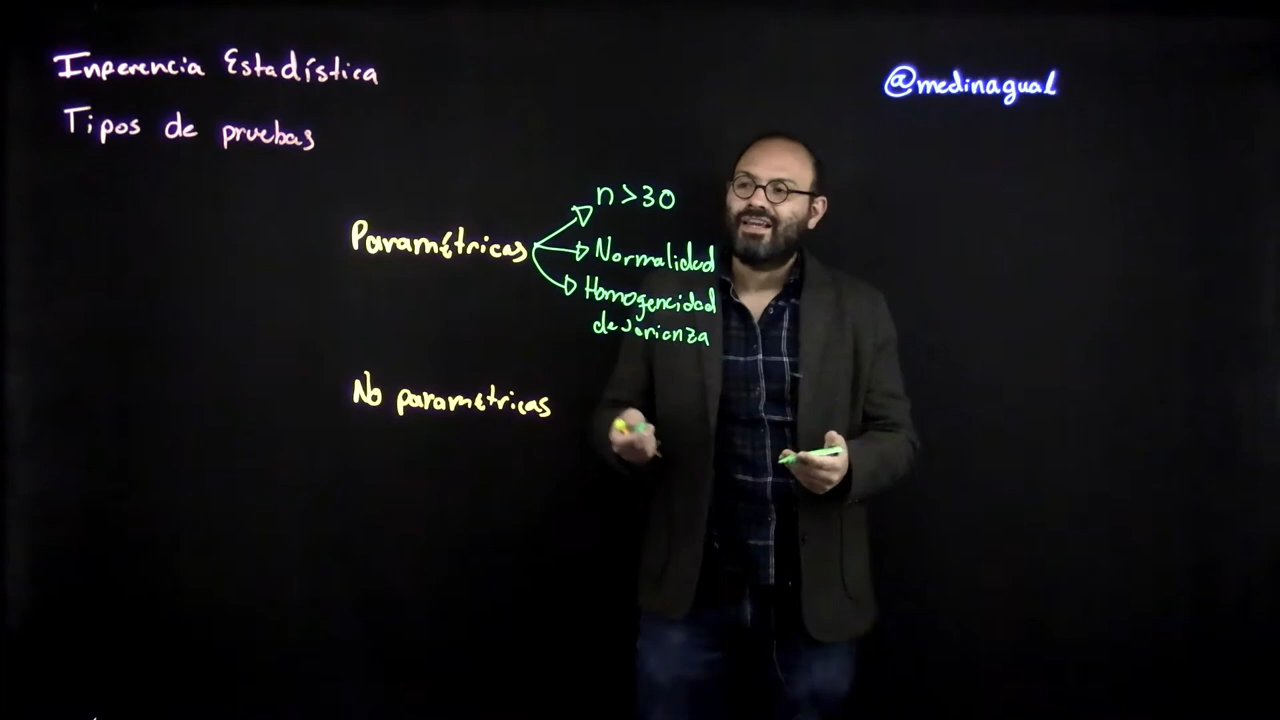 Inferencia Estadística
@medinagual
Tipos de pruebas
n>30
Paramétricas
Normalidad
Homogeneidad
de varianza
No paramétricas